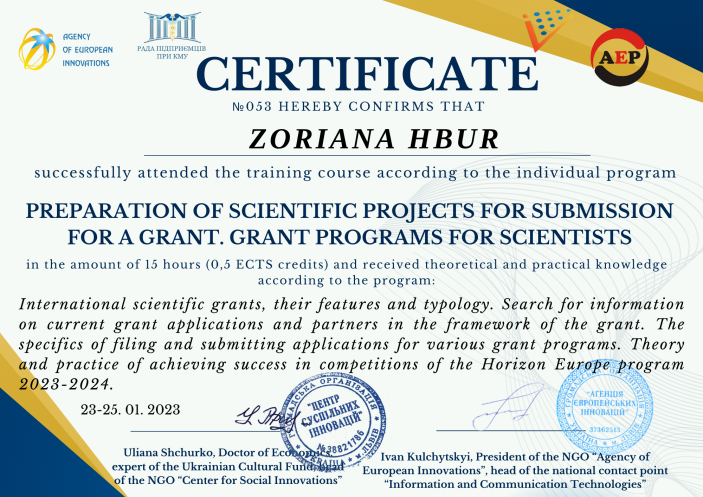 AGENCY
OF EUROPEAN
INNOVATIONS
РАДА ПІДПРИЄМЦІВ
ПРИ КМУ
АЕР
CERTIFICATE
№053 HEREBY CONFIRMS THAT
ZORIANA HBUR
successfully attended the training course according to the individual program
PREPARATION OF SCIENTIFIC PROJECTS FOR SUBMISSION
FOR A GRANT. GRANT PROGRAMS FOR SCIENTISTS
in the amount of 15 hours (0,5 ECTS credits) and received theoretical and practical knowledge
according to the program:
International scientific grants, their features and typology. Search for information
on current grant applications and partners in the framework of the grant. The
specifics of filing and submitting applications for various grant programs. Theory
and practice of achieving success in competitions of the Horizon Europe program
2023-2024.
23-25. 01. 2023
"ЦЕНТР
СУСПІЛЬНИХ
ІННОВАЦІЙ"
№38821786
УКРАЇНА м.ЛЬВІВ
"АГЕНЦІЯ
ЄВРОПЕЙСЬКИХ
ІННОВАЦІЙ"
37462513
Uliana Shchurko, Doctor of Economics,
expert of the Ukrainian Cultural Fund, head
of the NGO “Center for Social Innovations”
Ivan Kulchytskyi, President of the NGO “Agency of
European Innovations”, head of the national contact point
“Information and Communication Technologies”